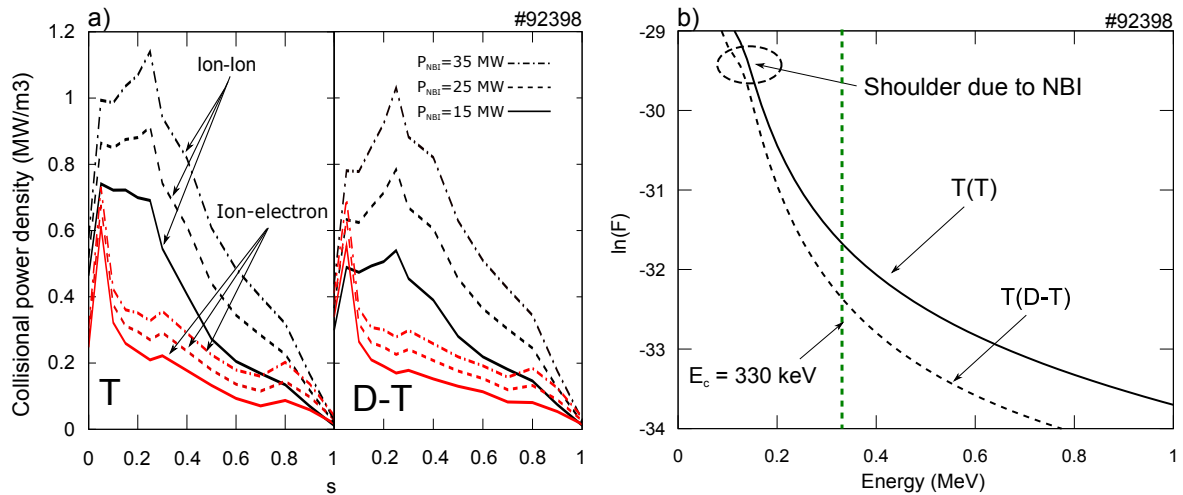 a)
#92398
1.2
1
0.8
0.6
0.4
0.2
0
Collisional power density (MW/m3)
Ion-Ion
Ion-electron
P_NBI=35 MW
P_NBI=25 MW
P_NBI=15 MW
T
D-T
0 0.2 0.4 0.6 0.8 1 0.2 0.4 0.6 0.8 1
s
b)
#92398
-29
-30
-31
-32
-33
-34
ln(F)
Shoulder due to NBI
T(T)
T(D-T)
E_c = 330 keV
0 0.2 0.4 0.6 0.8 1
Energy (MeV)